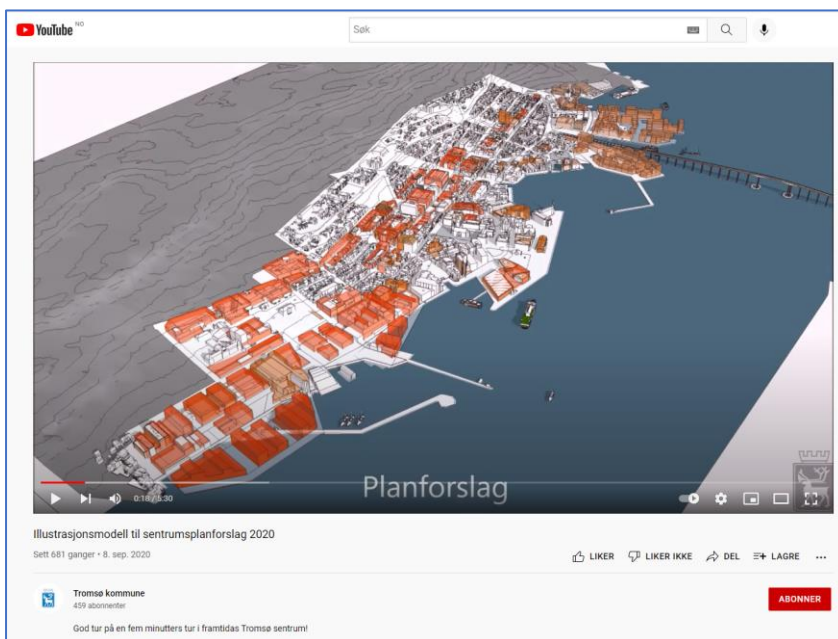 YouTube NO
Søk
Planforslag
0:18 / 5:30
Illustrasjonsmodell til sentrumsplanforslag 2020
Sett 681 ganger • 8. sep. 2020
LIKER LIKER IKKE DEL LAGRE
Tromsø kommune
459 abonnenter
ABONNER
God tur på en fem minutters tur i framtidas Tromsø sentrum!